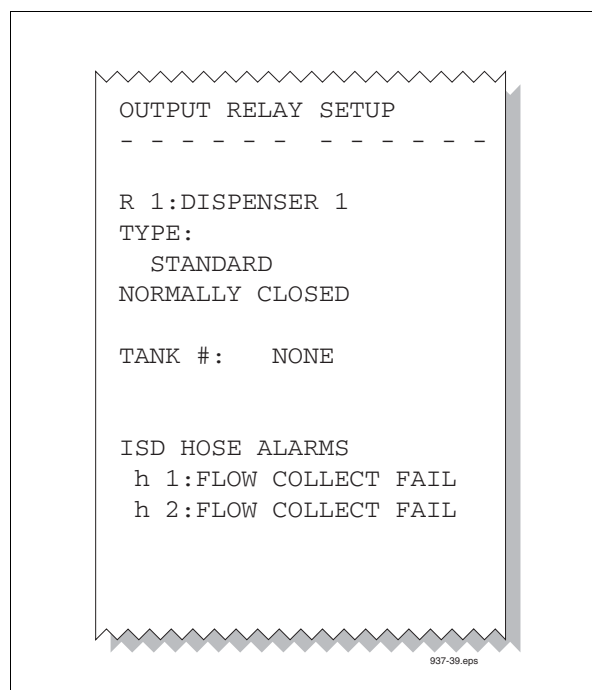 OUTPUT RELAY SETUP
- - - - - - - - - - - -
R 1:DISPENSER 1
TYPE:
STANDARD
NORMALLY CLOSED
TANK #: NONE
ISD HOSE ALARMS
h 1:FLOW COLLECT FAIL
h 2:FLOW COLLECT FAIL
937-39.eps